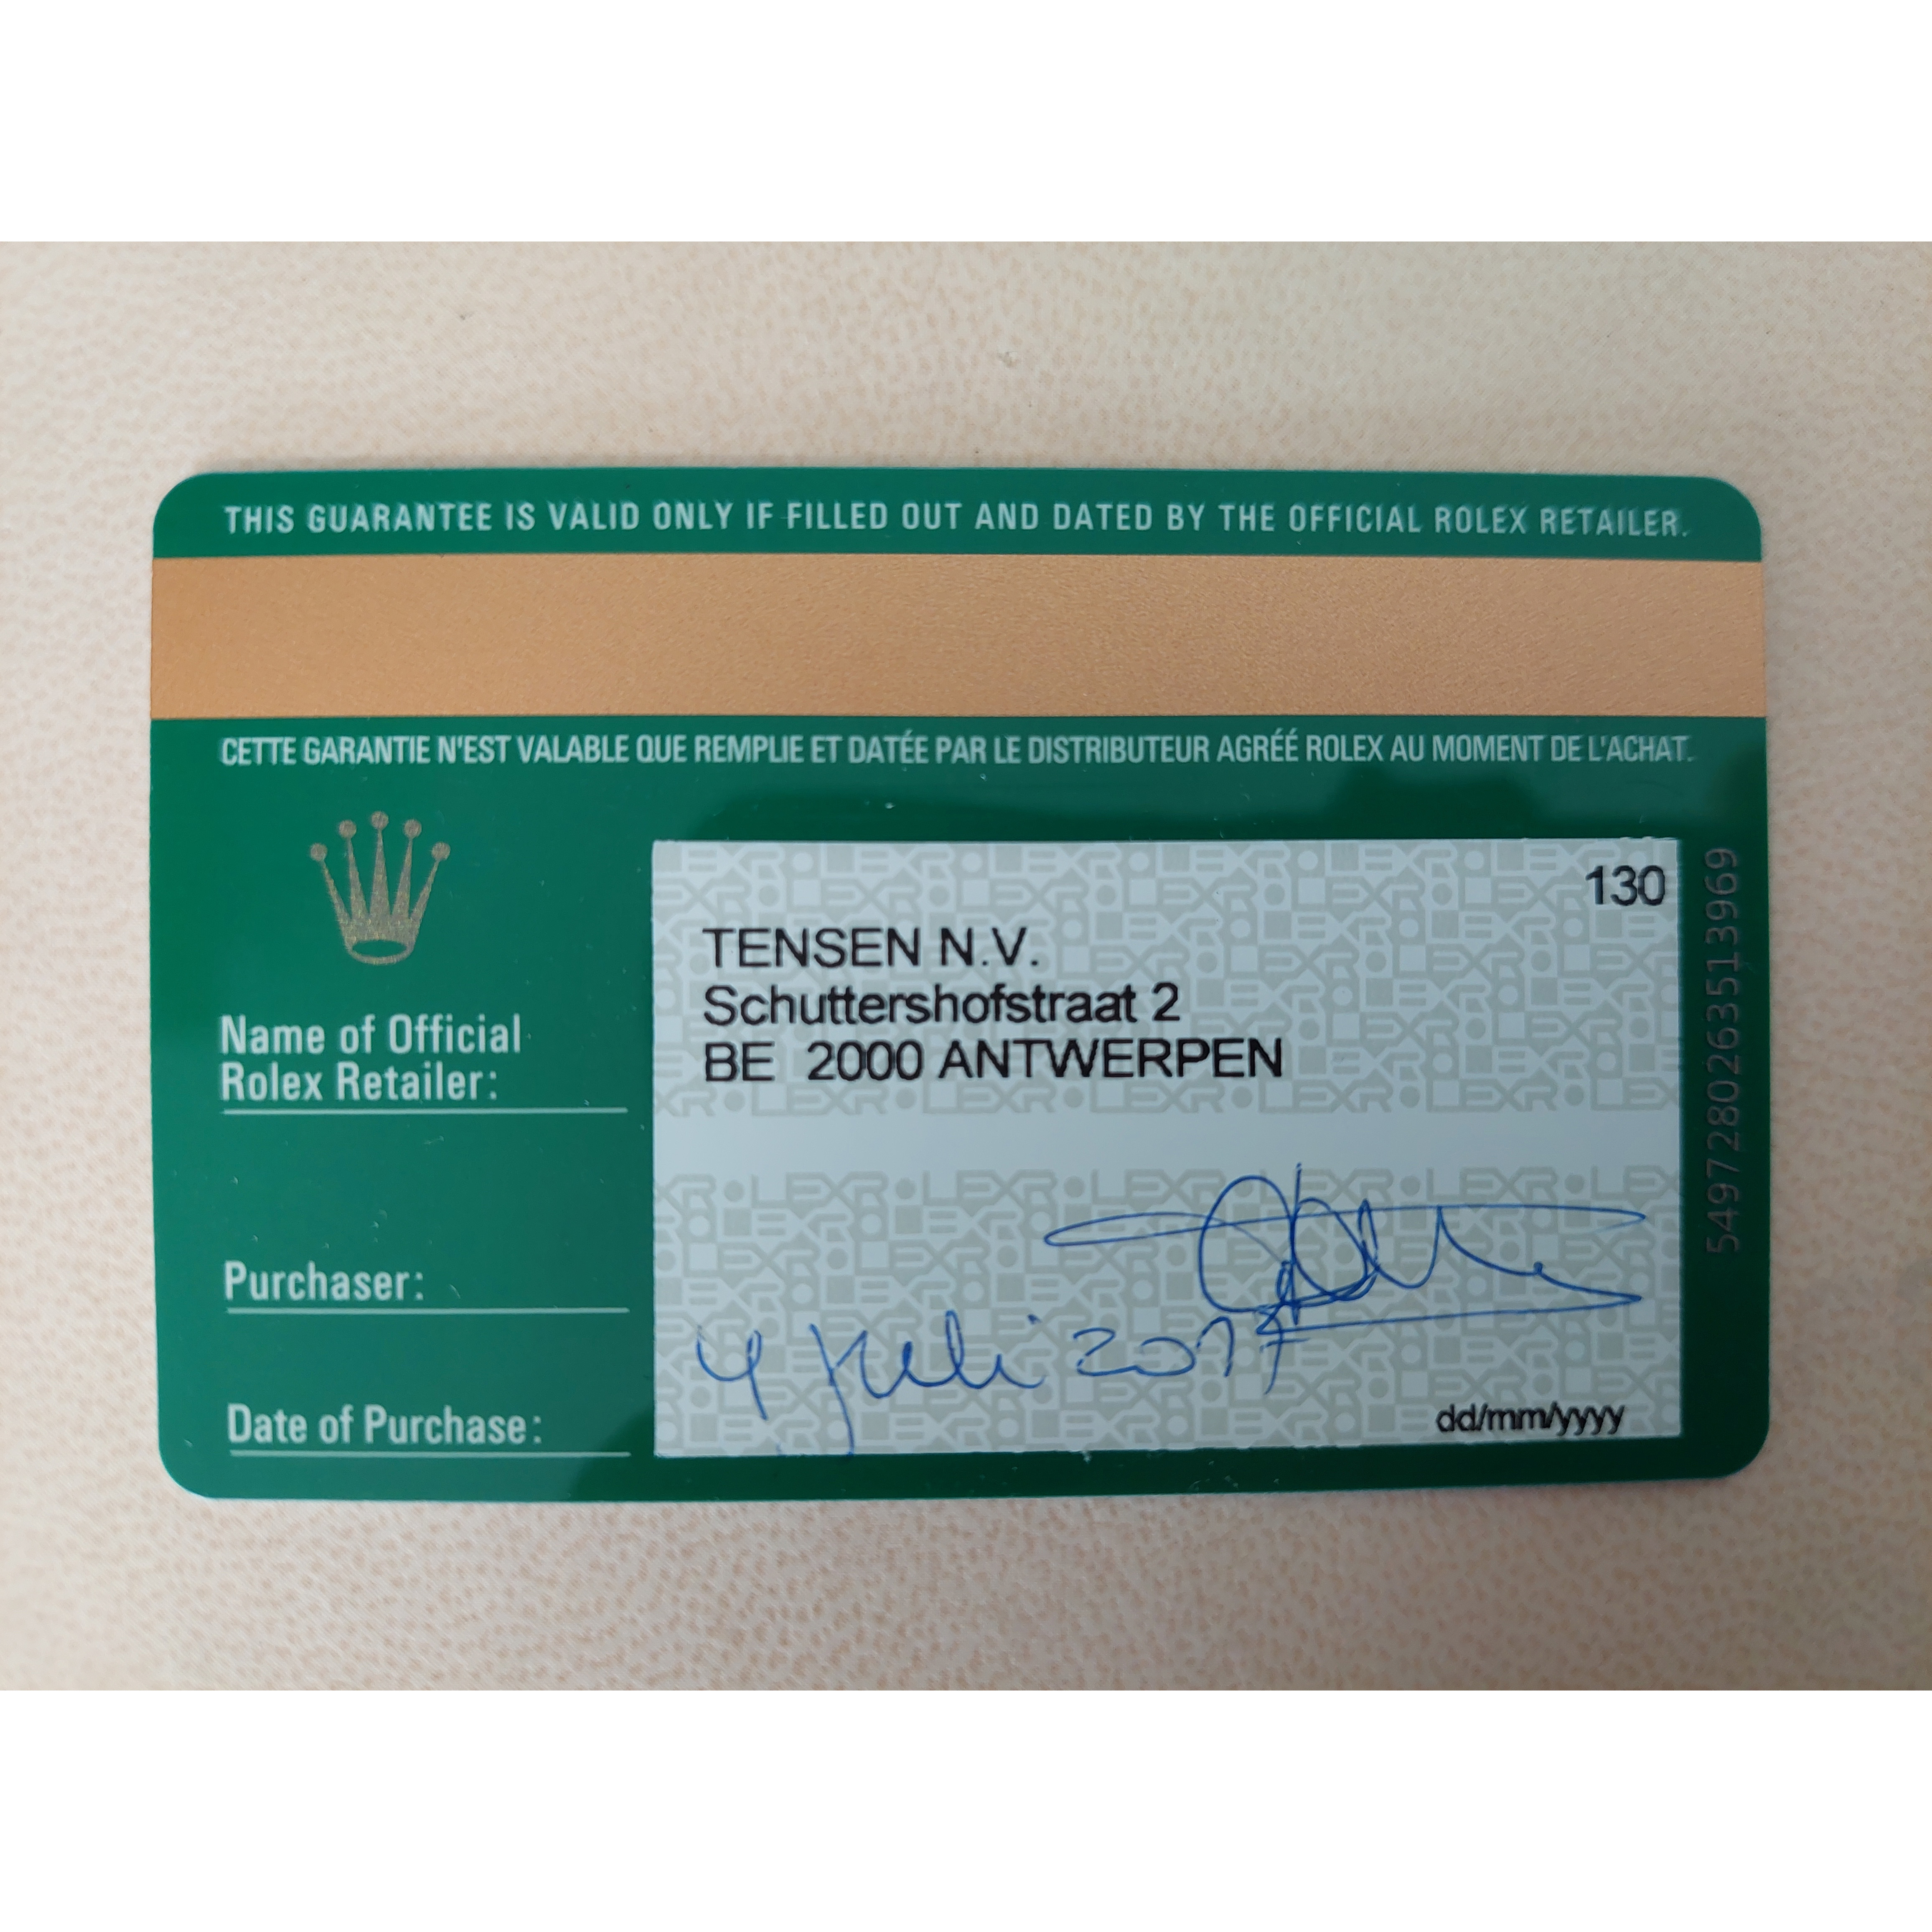 THIS GUARANTEE IS VALID ONLY IF FILLED OUT AND DATED BY THE OFFICIAL ROLEX RETAILER.
CETTE GARANTIE N'EST VALABLE QUE REMPLIE ET DATÉE PAR LE DISTRIBUTEUR AGRÉÉ ROLEX AU MOMENT DE L'ACHAT.
130
TENSEN N.V.
Schuttershofstraat 2
BE 2000 ANTWERPEN
Name of Official
Rolex Retailer:
Purchaser:
4 juli 2017
Date of Purchase:
dd/mm/yyyy
5497280263513969